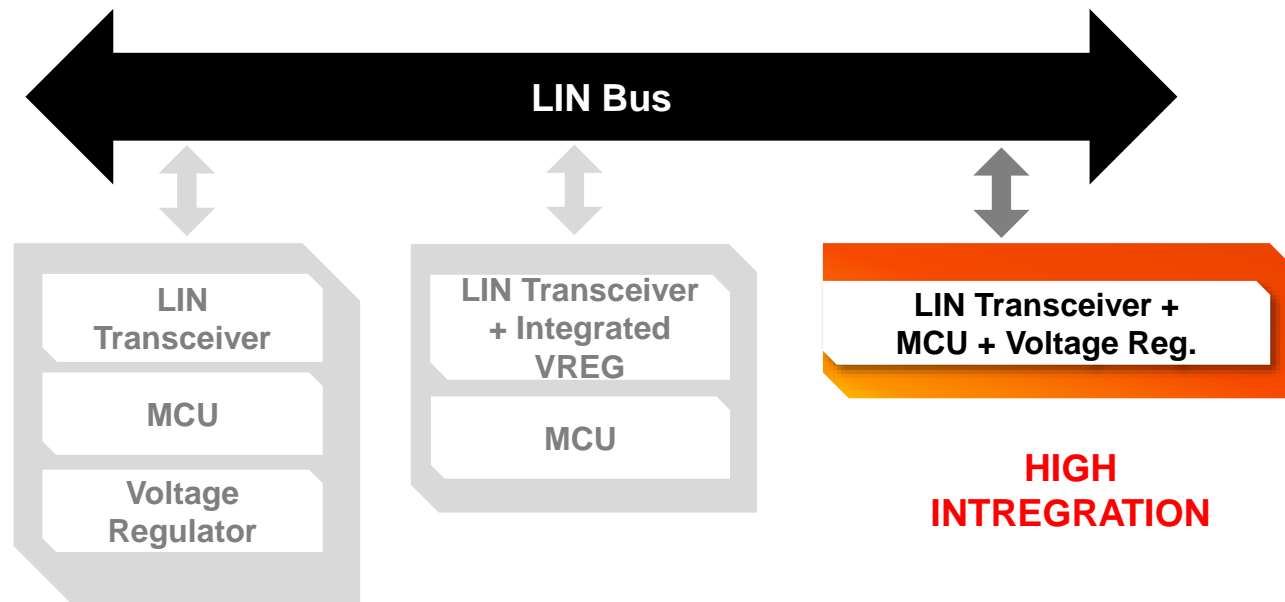 LIN Bus
LIN
Transceiver
MCU
Voltage
Regulator
LIN Transceiver
+ Integrated
VREG
MCU
LIN Transceiver +
MCU + Voltage Reg.
HIGH
INTREGRATION